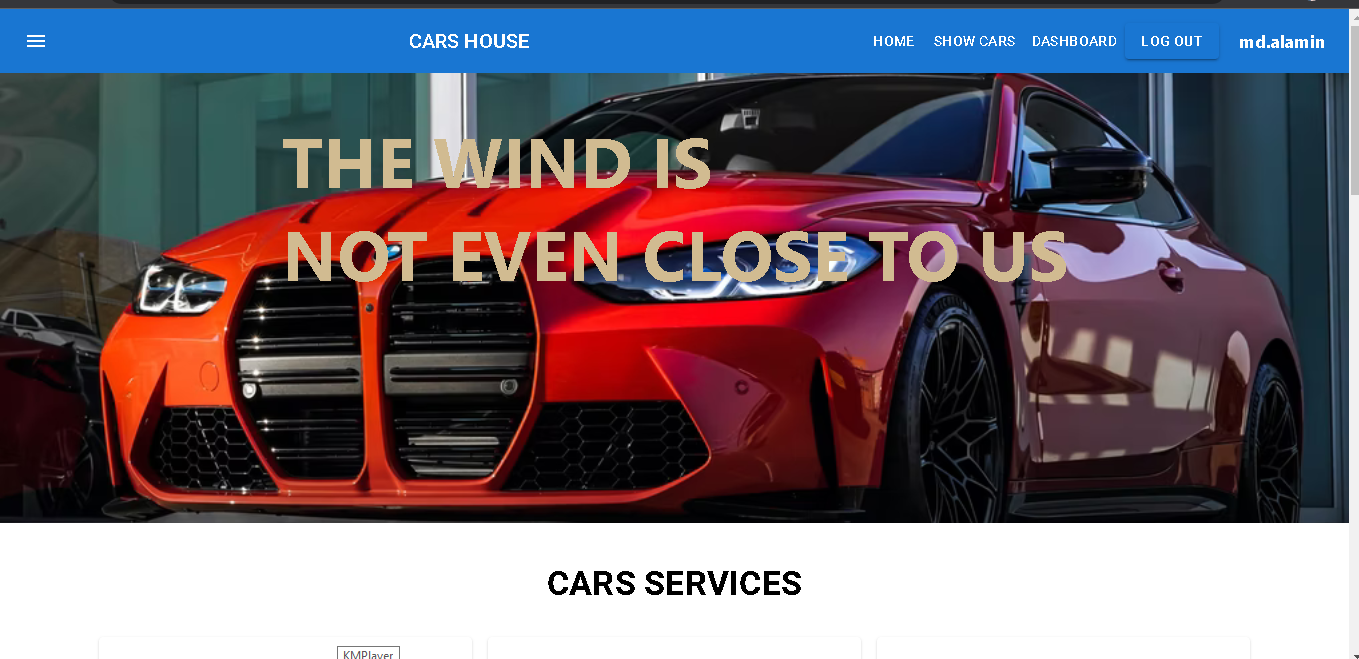 CARS HOUSE
HOME SHOW CARS DASHBOARD LOG OUT md.alamin
THE WIND IS
NOT EVEN CLOSE TO US
CARS SERVICES
KMPlayer